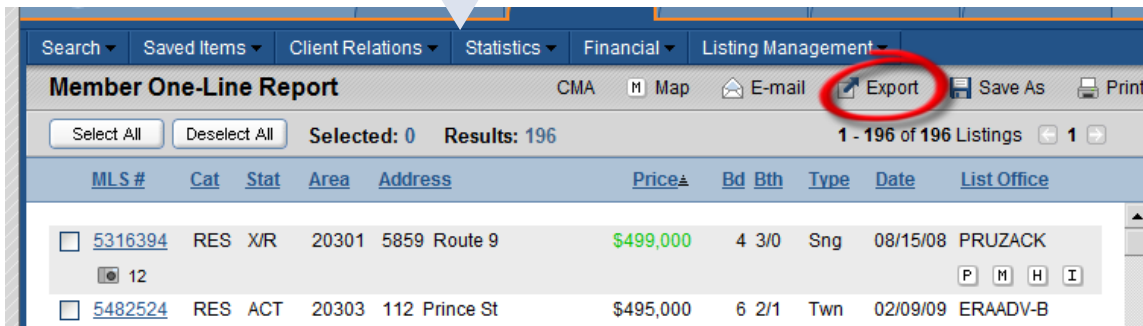 Search Saved Items Client Relations Statistics Financial Listing Management
Member One-Line Report CMA M Map E-mail Export Save As Print
Select All Deselect All Selected: 0 Results: 196 1 - 196 of 196 Listings 1
MLS # Cat Stat Area Address Price Bd Bth Type Date List Office
5316394 RES X/R 20301 5859 Route 9 $499,000 4 3/0 Sng 08/15/08 PRUZACK
12 P M H I
5482524 RES ACT 20303 112 Prince St $495,000 6 2/1 Twn 02/09/09 ERAADV-B